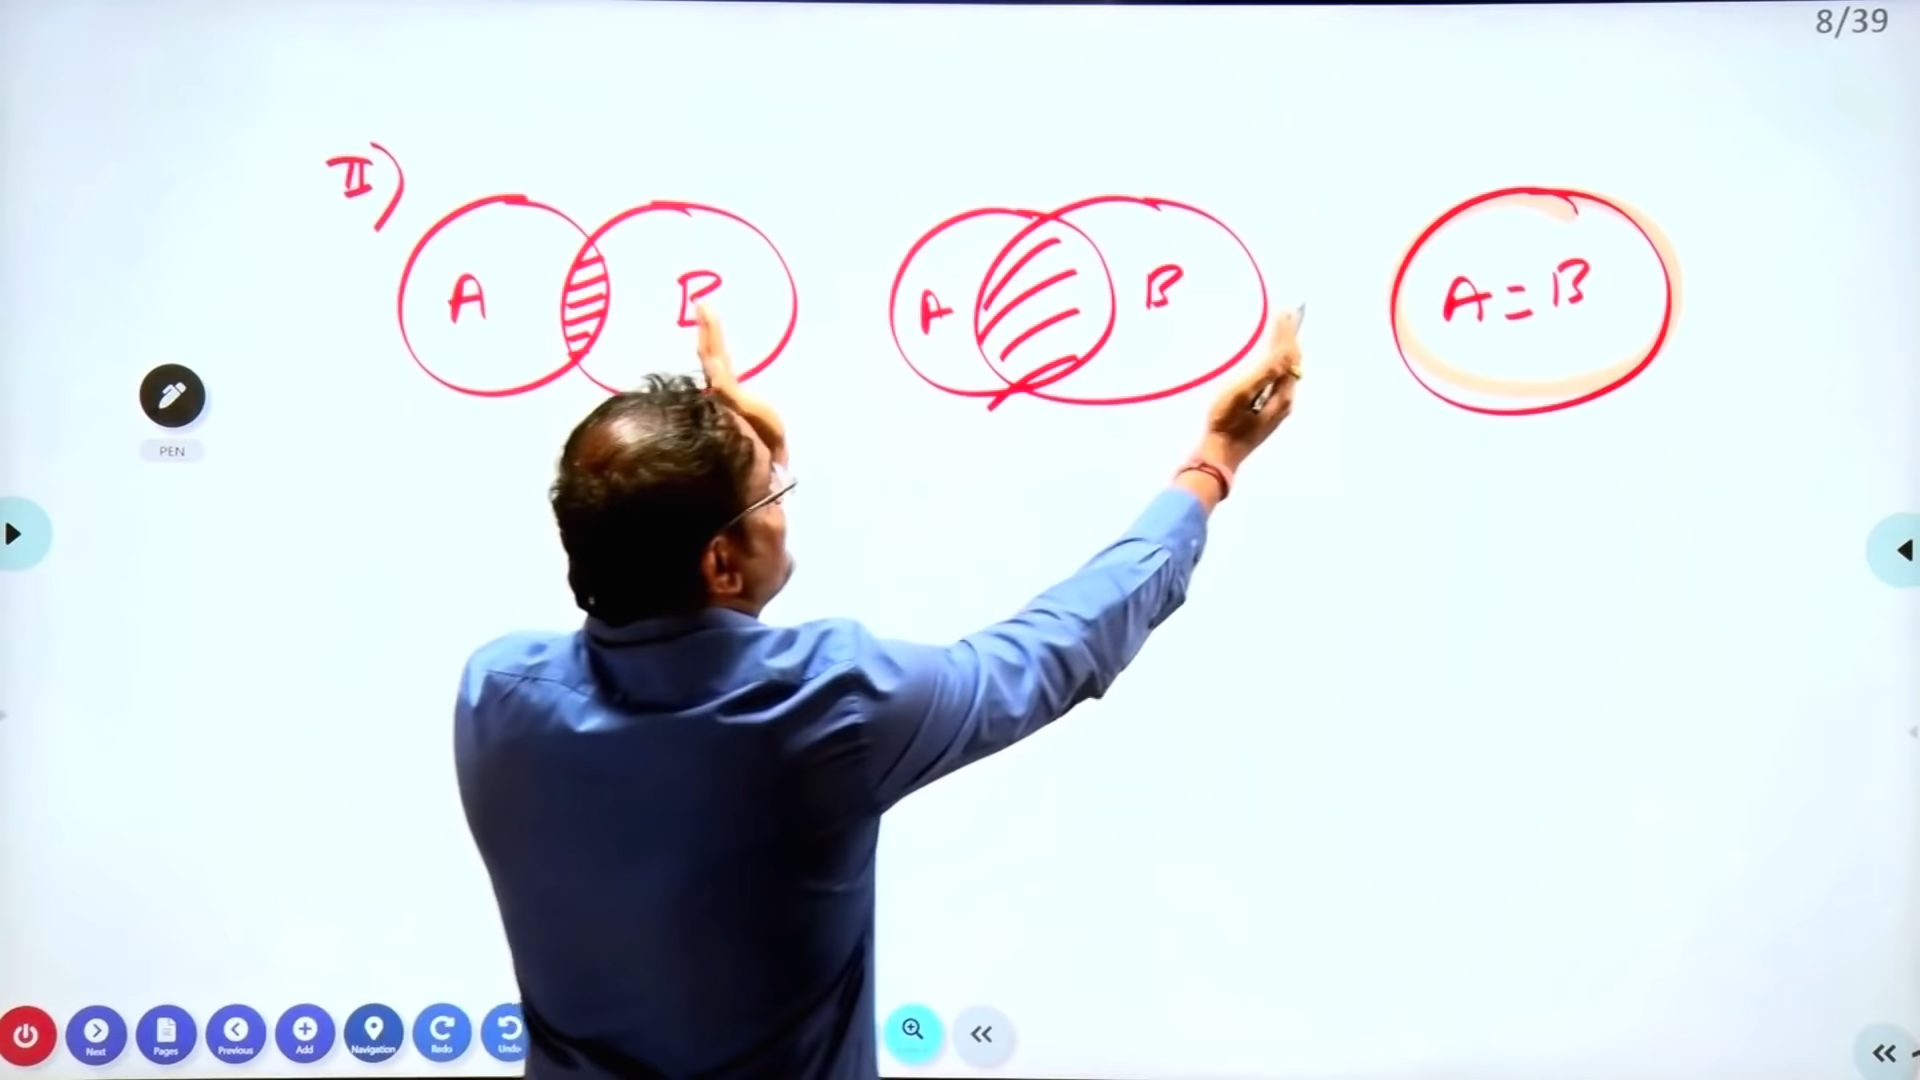 8/39
II)
A B A B A = B
PEN
Next Pages Previous Add Navigation Redo Undo